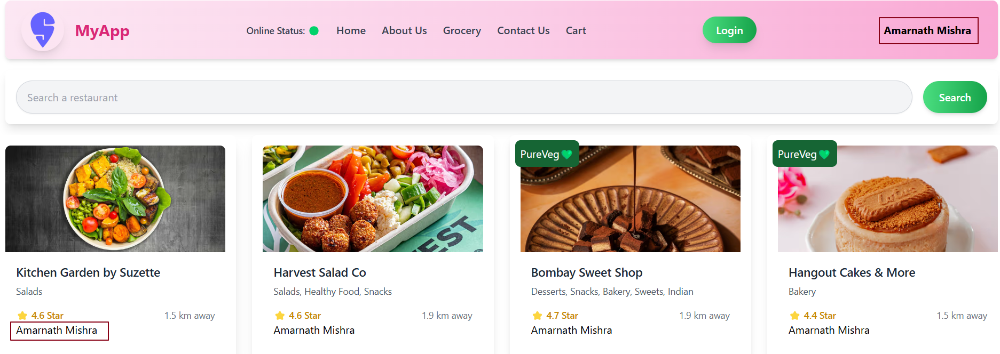 MyApp
Online Status:
Home
About Us
Grocery
Contact Us
Cart
Login
Amarnath Mishra
Search a restaurant
Search
Kitchen Garden by Suzette
Salads
4.6 Star
1.5 km away
Amarnath Mishra
EST
Harvest Salad Co
Salads, Healthy Food, Snacks
4.6 Star
1.9 km away
Amarnath Mishra
PureVeg
Bombay Sweet Shop
Desserts, Snacks, Bakery, Sweets, Indian
4.7 Star
1.9 km away
Amarnath Mishra
PureVeg
Hangout Cakes & More
Bakery
4.4 Star
1.5 km away
Amarnath Mishra